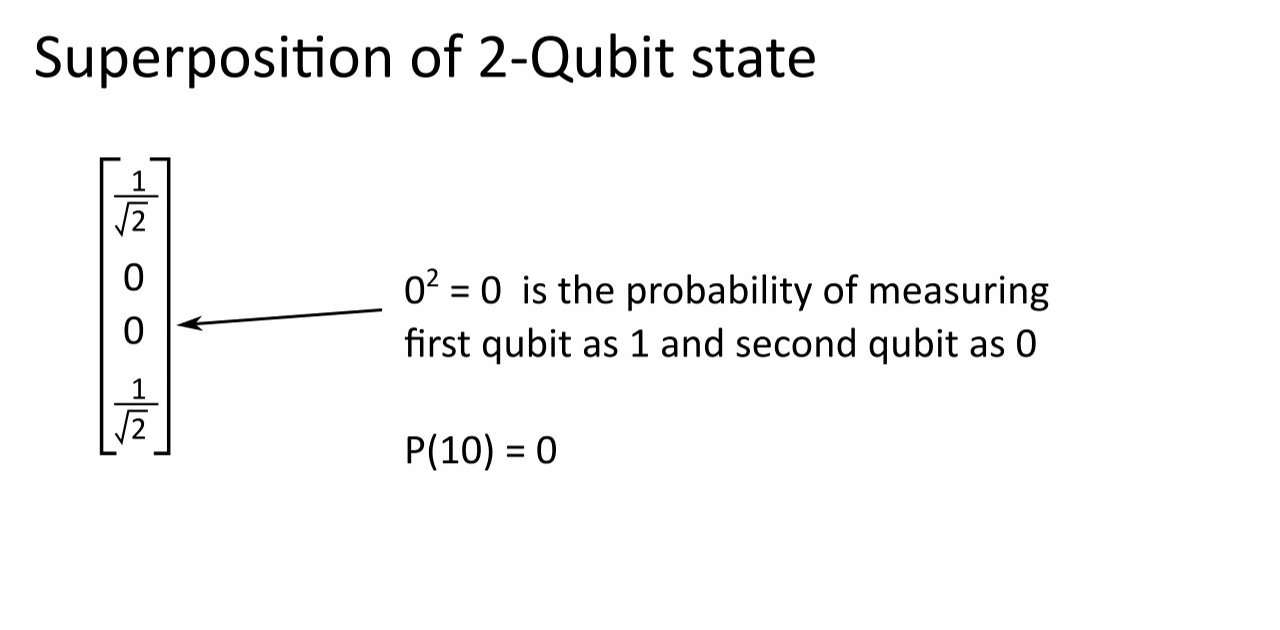 Superposition of 2-Qubit state
1
√2
0
0
1
√2
0² = 0 is the probability of measuring
first qubit as 1 and second qubit as 0
P(10) = 0